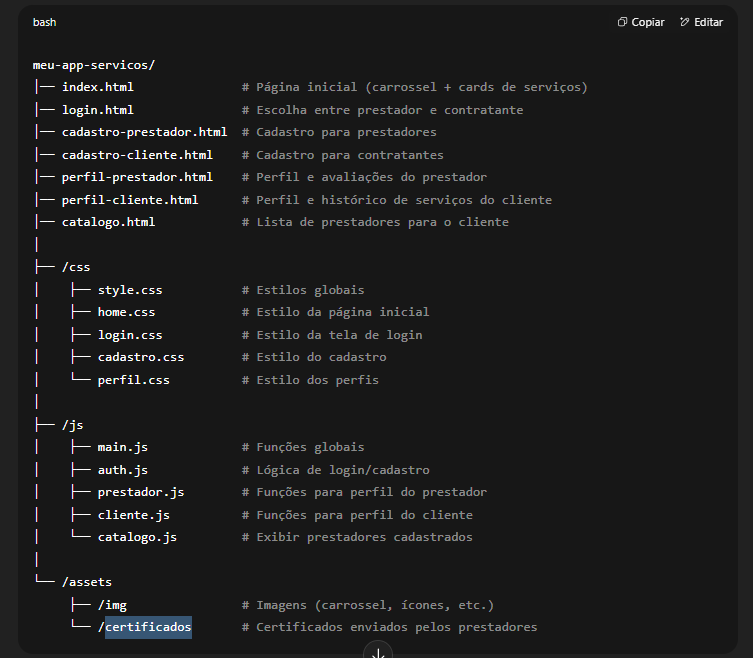 bash Copiar Editar
meu-app-servicos/
├── index.html # Página inicial (carrossel + cards de serviços)
├── login.html # Escolha entre prestador e contratante
├── cadastro-prestador.html # Cadastro para prestadores
├── cadastro-cliente.html # Cadastro para contratantes
├── perfil-prestador.html # Perfil e avaliações do prestador
├── perfil-cliente.html # Perfil e histórico de serviços do cliente
├── catalogo.html # Lista de prestadores para o cliente
│
├── /css
│   ├── style.css # Estilos globais
│   ├── home.css # Estilo da página inicial
│   ├── login.css # Estilo da tela de login
│   ├── cadastro.css # Estilo do cadastro
│   └── perfil.css # Estilo dos perfis
│
├── /js
│   ├── main.js # Funções globais
│   ├── auth.js # Lógica de login/cadastro
│   ├── prestador.js # Funções para perfil do prestador
│   ├── cliente.js # Funções para perfil do cliente
│   └── catalogo.js # Exibir prestadores cadastrados
│
└── /assets
    ├── /img # Imagens (carrossel, ícones, etc.)
    └── /certificados # Certificados enviados pelos prestadores